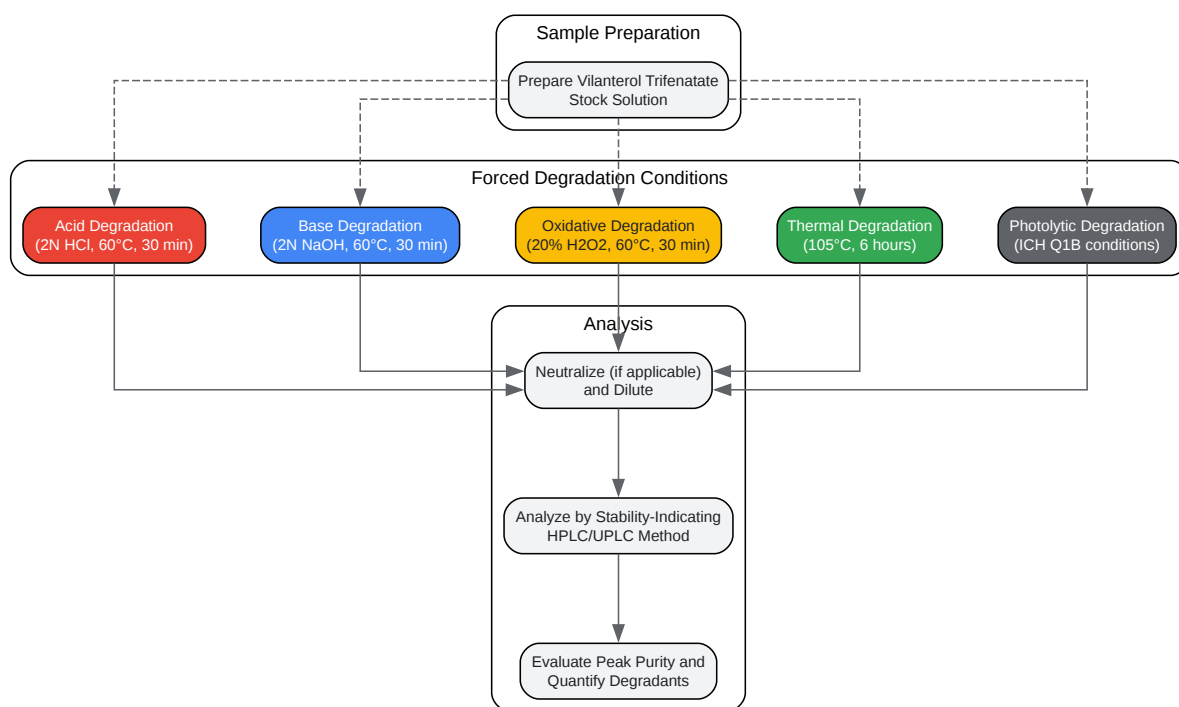 Sample Preparation
Prepare Vilanterol Trifenatate
Stock Solution
Forced Degradation Conditions
Acid Degradation
(2N HCl, 60°C, 30 min)
Base Degradation
(2N NaOH, 60°C, 30 min)
Oxidative Degradation
(20% H2O2, 60°C, 30 min)
Thermal Degradation
(105°C, 6 hours)
Photolytic Degradation
(ICH Q1B conditions)
Analysis
Neutralize (if applicable)
and Dilute
Analyze by Stability-Indicating
HPLC/UPLC Method
Evaluate Peak Purity and
Quantify Degradants